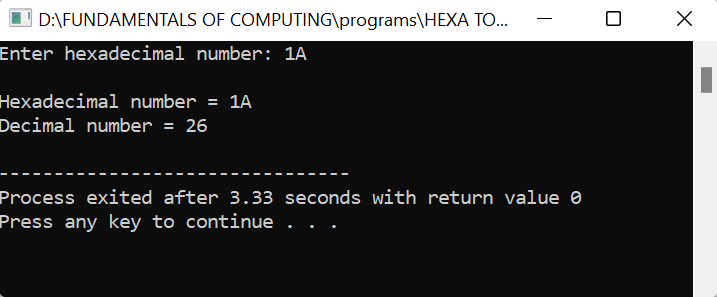 D:\FUNDAMENTALS OF COMPUTING\programs\HEXA TO...
Enter hexadecimal number: 1A
Hexadecimal number = 1A
Decimal number = 26
--------------------------------
Process exited after 3.33 seconds with return value 0
Press any key to continue . . .